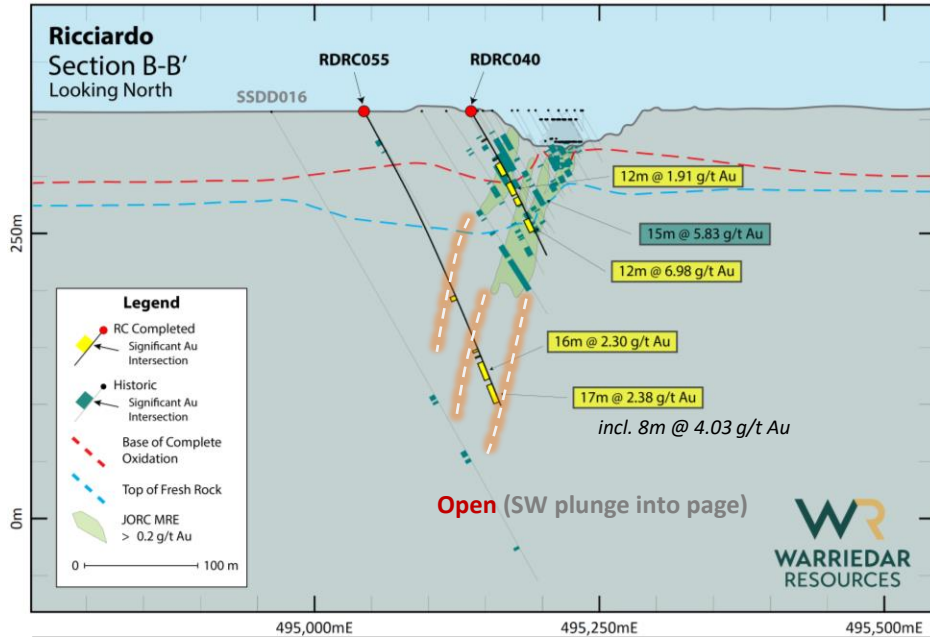 Ricciardo
Section B-B'
Looking North
RDRC055
RDRC040
SSDD016
12m @ 1.91 g/t Au
15m @ 5.83 g/t Au
12m @ 6.98 g/t Au
16m @ 2.30 g/t Au
17m @ 2.38 g/t Au
incl. 8m @ 4.03 g/t Au
250m
0m
Legend
RC Completed
Significant Au
Intersection
Historic
Significant Au
Intersection
Base of Complete
Oxidation
Top of Fresh Rock
JORC MRE
> 0.2 g/t Au
0 100 m
Open (SW plunge into page)
WR
WARRIEDAR
RESOURCES
495,000mE
495,250mE
495,500mE